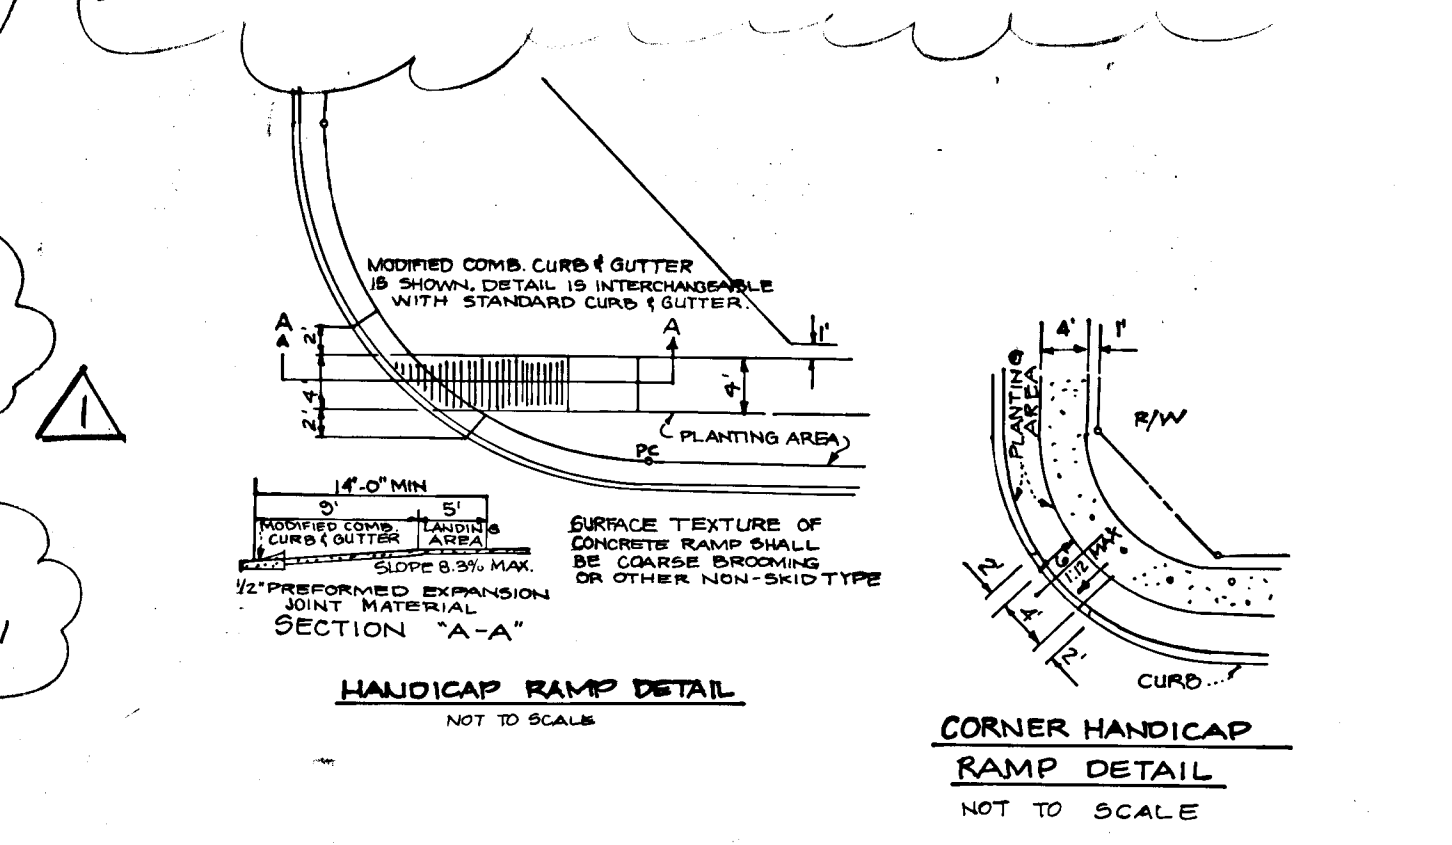 MODIFIED COMB. CURB & GUTTER
IS SHOWN. DETAIL IS INTERCHANGEABLE
WITH STANDARD CURB & GUTTER.
A
A
A
2'
4'
2'
1'
4'
PLANTING AREA
PC
14'-0" MIN
9'
5'
MODIFIED COMB.
CURB & GUTTER
LANDING
AREA
SLOPE 8.3% MAX.
1/2" PREFORMED EXPANSION
JOINT MATERIAL
SECTION "A-A"
SURFACE TEXTURE OF
CONCRETE RAMP SHALL
BE COARSE BROOMING
OR OTHER NON-SKID TYPE
HANDICAP RAMP DETAIL
NOT TO SCALE
1
4'
1'
PLANTING
AREA
R/W
6'
1:12 MAX
2'
4'
2'
CURB
CORNER HANDICAP
RAMP DETAIL
NOT TO SCALE